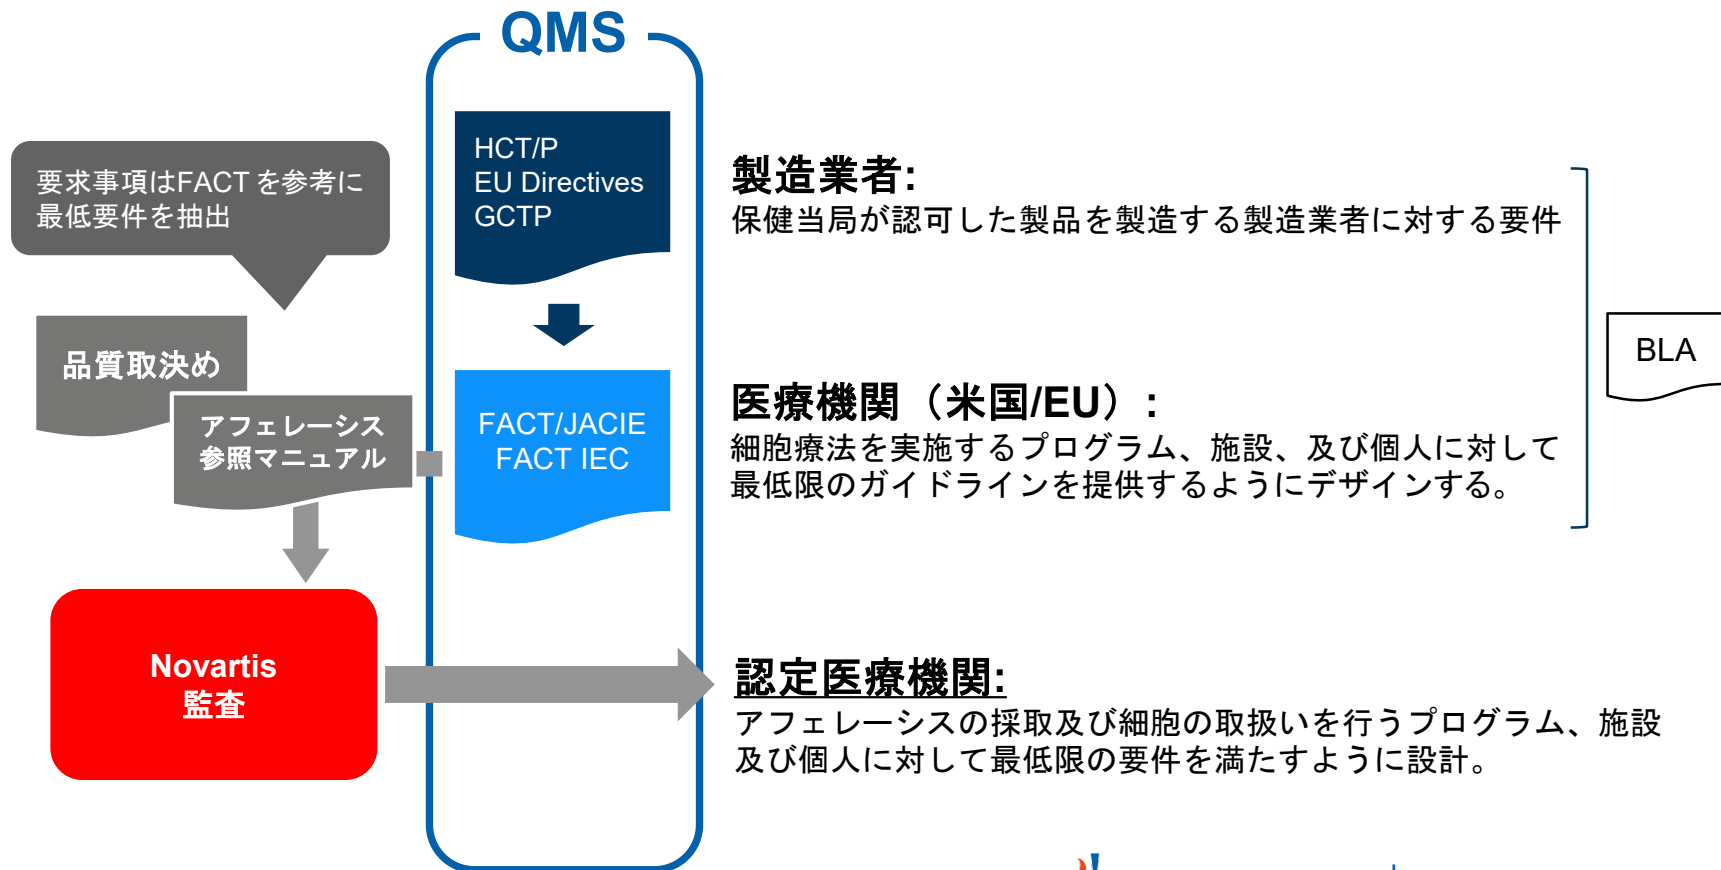 QMS
要求事項はFACT を参考に
最低要件を抽出
HCT/P
EU Directives
GCTP
製造業者:
保健当局が認可した製品を製造する製造業者に対する要件
BLA
品質取決め
アフェレーシス
参照マニュアル
FACT/JACIE
FACT IEC
医療機関（米国/EU）:
細胞療法を実施するプログラム、施設、及び個人に対して
最低限のガイドラインを提供するようにデザインする。
Novartis
監査
認定医療機関:
アフェレーシスの採取及び細胞の取扱いを行うプログラム、施設
及び個人に対して最低限の要件を満たすように設計。